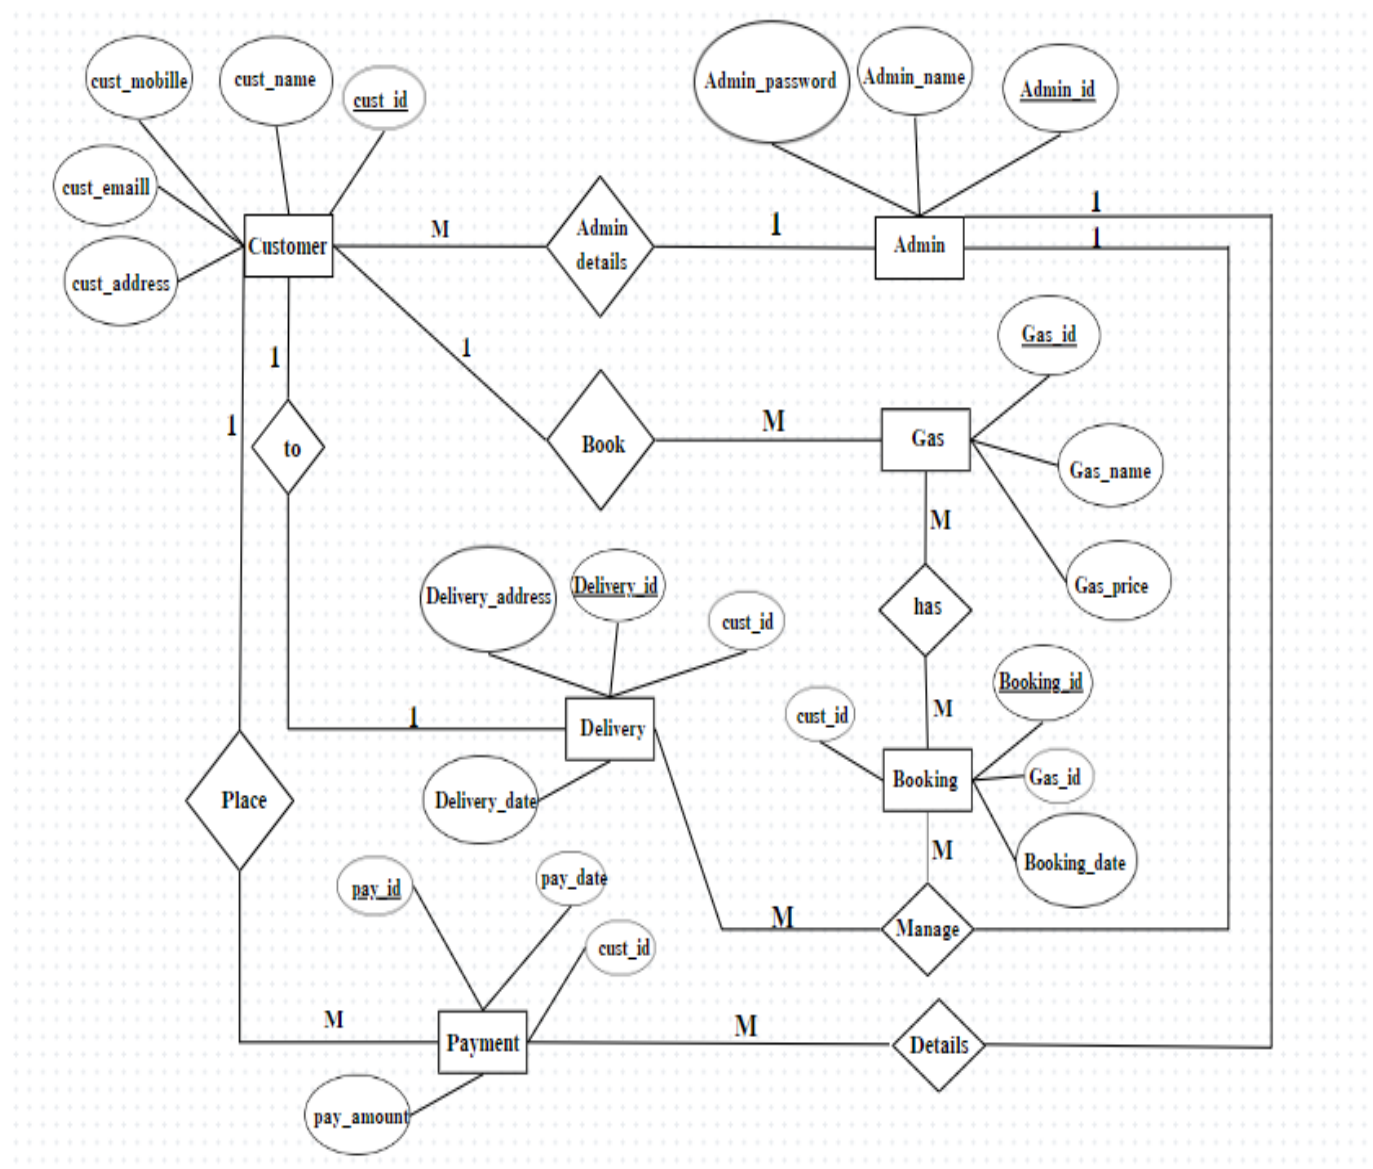 cust_mobille
cust_name
cust_id
Admin_password
Admin_name
Admin_id
cust_emaill
cust_address
Customer
M
Admin
details
1
Admin
1
1
1
1
1
to
Book
M
Gas
Gas_id
Gas_name
Gas_price
M
has
M
Delivery_address
Delivery_id
cust_id
Delivery
1
Delivery_date
cust_id
Booking_id
Booking
Gas_id
Booking_date
M
Place
pay_id
pay_date
cust_id
M
Manage
M
Payment
M
Details
pay_amount